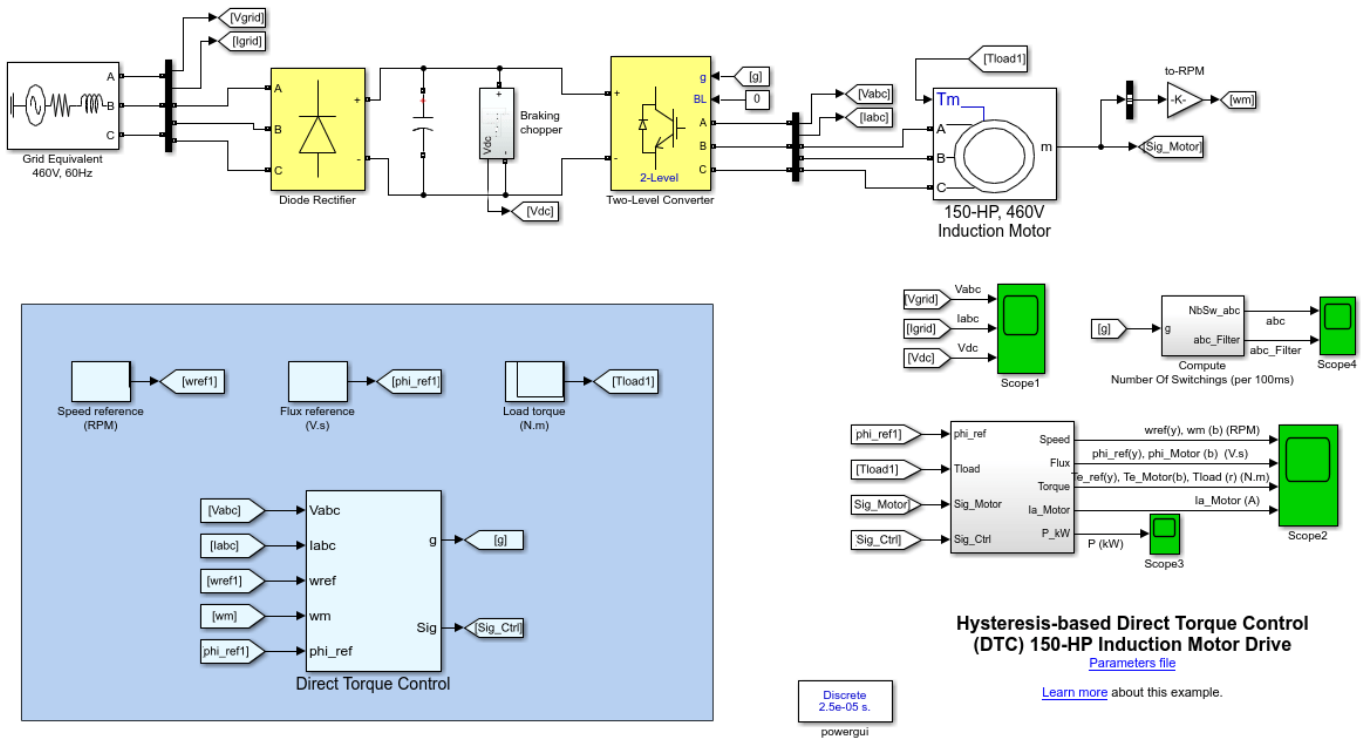 [Vgrid]
[Igrid]
A
B
C
Grid Equivalent
460V, 60Hz
A
B
C
+
-
Diode Rectifier
+
+
Vdc
-
Braking
chopper
[Vdc]
+
-
g
BL
A
B
C
2-Level
Two-Level Converter
[g]
0
[Vabc]
[Iabc]
[Tload1]
Tm
A
B
C
m
150-HP, 460V
Induction Motor
to-RPM
-K-
[wm]
[Sig_Motor]
Speed reference
(RPM)
[wref1]
Flux reference
(V.s)
[phi_ref1]
Load torque
(N.m)
[Tload1]
[Vabc]
[Iabc]
[wref1]
[wm]
phi_ref1]
Vabc
Iabc
wref
wm
phi_ref
g
Sig
Direct Torque Control
[g]
[Sig_Ctrl]
[Vgrid]
[Igrid]
[Vdc]
Vabc
Iabc
Vdc
Scope1
[g]
g
NbSw_abc
abc_Filter
abc
abc_Filter
Compute
Number Of Switchings (per 100ms)
Scope4
phi_ref1]
[Tload1]
Sig_Motor]
Sig_Ctrl]
phi_ref
Tload
Sig_Motor
Sig_Ctrl
Speed
Flux
Torque
Ia_Motor
P_kW
wref(y), wm (b) (RPM)
phi_ref(y), phi_Motor (b) (V.s)
Te_ref(y), Te_Motor(b), Tload (r) (N.m)
Ia_Motor (A)
P (kW)
Scope3
Scope2
Hysteresis-based Direct Torque Control
(DTC) 150-HP Induction Motor Drive
Parameters file
Learn more about this example.
Discrete
2.5e-05 s.
powergui